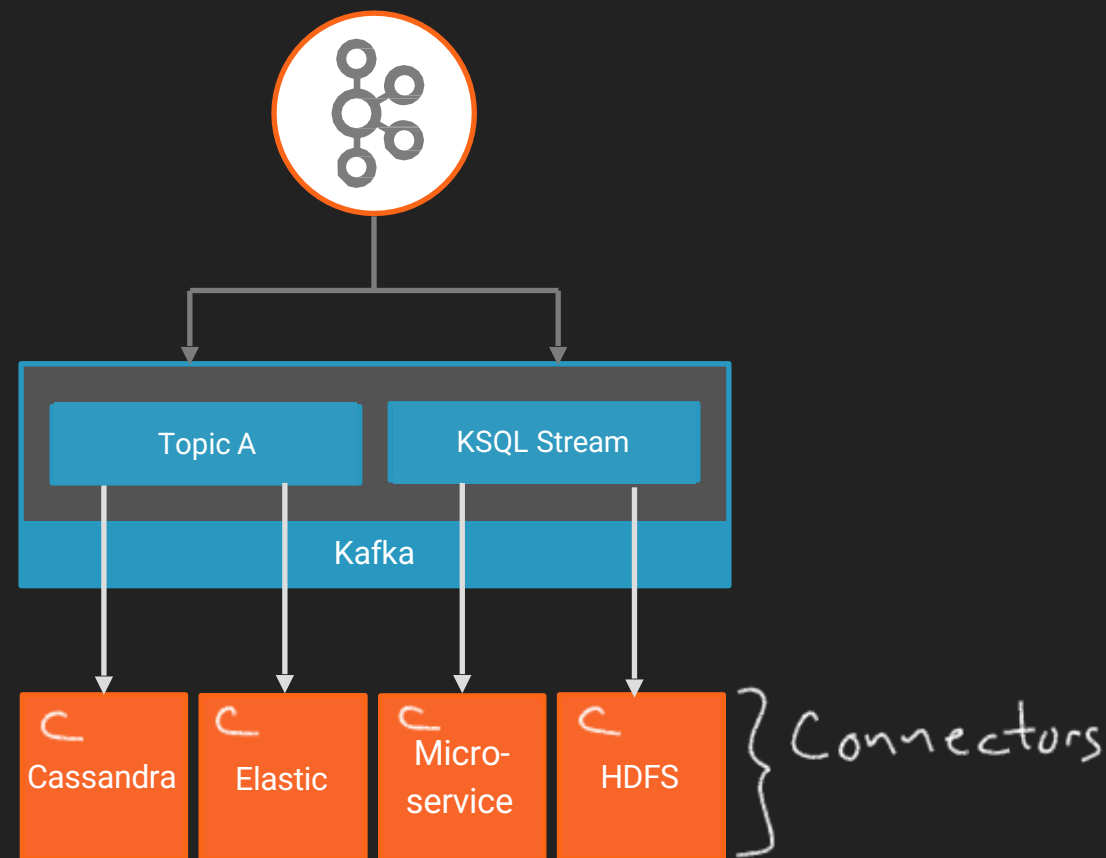 Topic A
KSQL Stream
Kafka
C
C
C
C
Cassandra
Elastic
Micro-
service
HDFS
Connectors